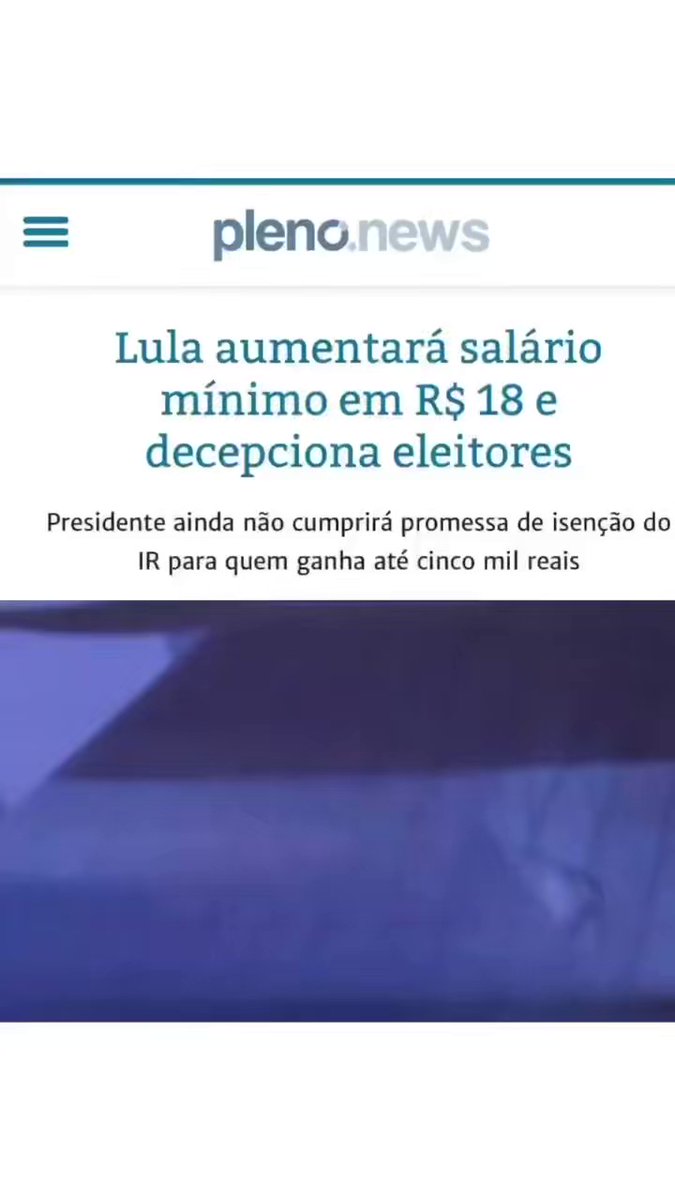 pleno.news
Lula aumentará salário
mínimo em R$ 18 e
decepciona eleitores
Presidente ainda não cumprirá promessa de isenção do
IR para quem ganha até cinco mil reais